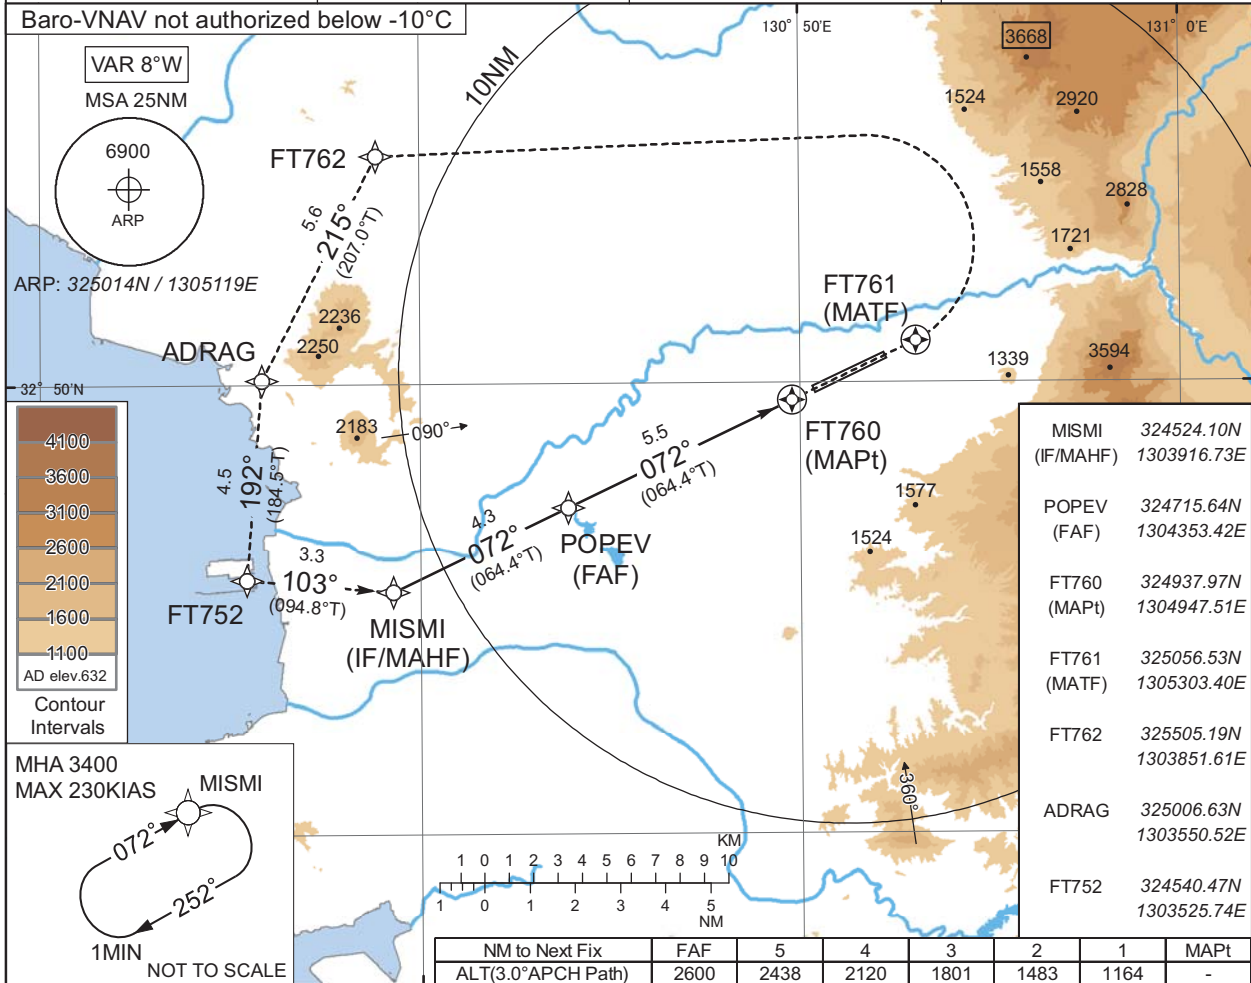 Baro-VNAV not authorized below -10°C
VAR 8°W
MSA 25NM
6900
ARP
ARP: 325014N / 1305119E
10NM
130° 50'E
131° 0'E
3668
1524
2920
1558
2828
1721
FT762
5.6
215°
(207.0°T)
2236
2250
ADRAG
32° 50'N
FT761
(MATF)
1339
3594
2183
090°
4.5
192°
(184.5°T)
FT760
(MAPt)
5.5
072°
(064.4°T)
1577
1524
4.3
072°
(064.4°T)
POPEV
(FAF)
3.3
103°
(094.8°T)
FT752
MISMI
(IF/MAHF)
360°
4100
3600
3100
2600
2100
1600
1100
AD elev.632
Contour
Intervals
MISMI 324524.10N
(IF/MAHF) 1303916.73E
POPEV 324715.64N
(FAF) 1304353.42E
FT760 324937.97N
(MAPt) 1304947.51E
FT761 325056.53N
(MATF) 1305303.40E
FT762 325505.19N
1303851.61E
ADRAG 325006.63N
1303550.52E
FT752 324540.47N
1303525.74E
MHA 3400
MAX 230KIAS
MISMI
072°
252°
1MIN
NOT TO SCALE
KM
1 0 1 2 3 4 5 6 7 8 9 10
1 0 1 2 3 4 5
NM
NM to Next Fix FAF 5 4 3 2 1 MAPt
ALT(3.0°APCH Path) 2600 2438 2120 1801 1483 1164 -